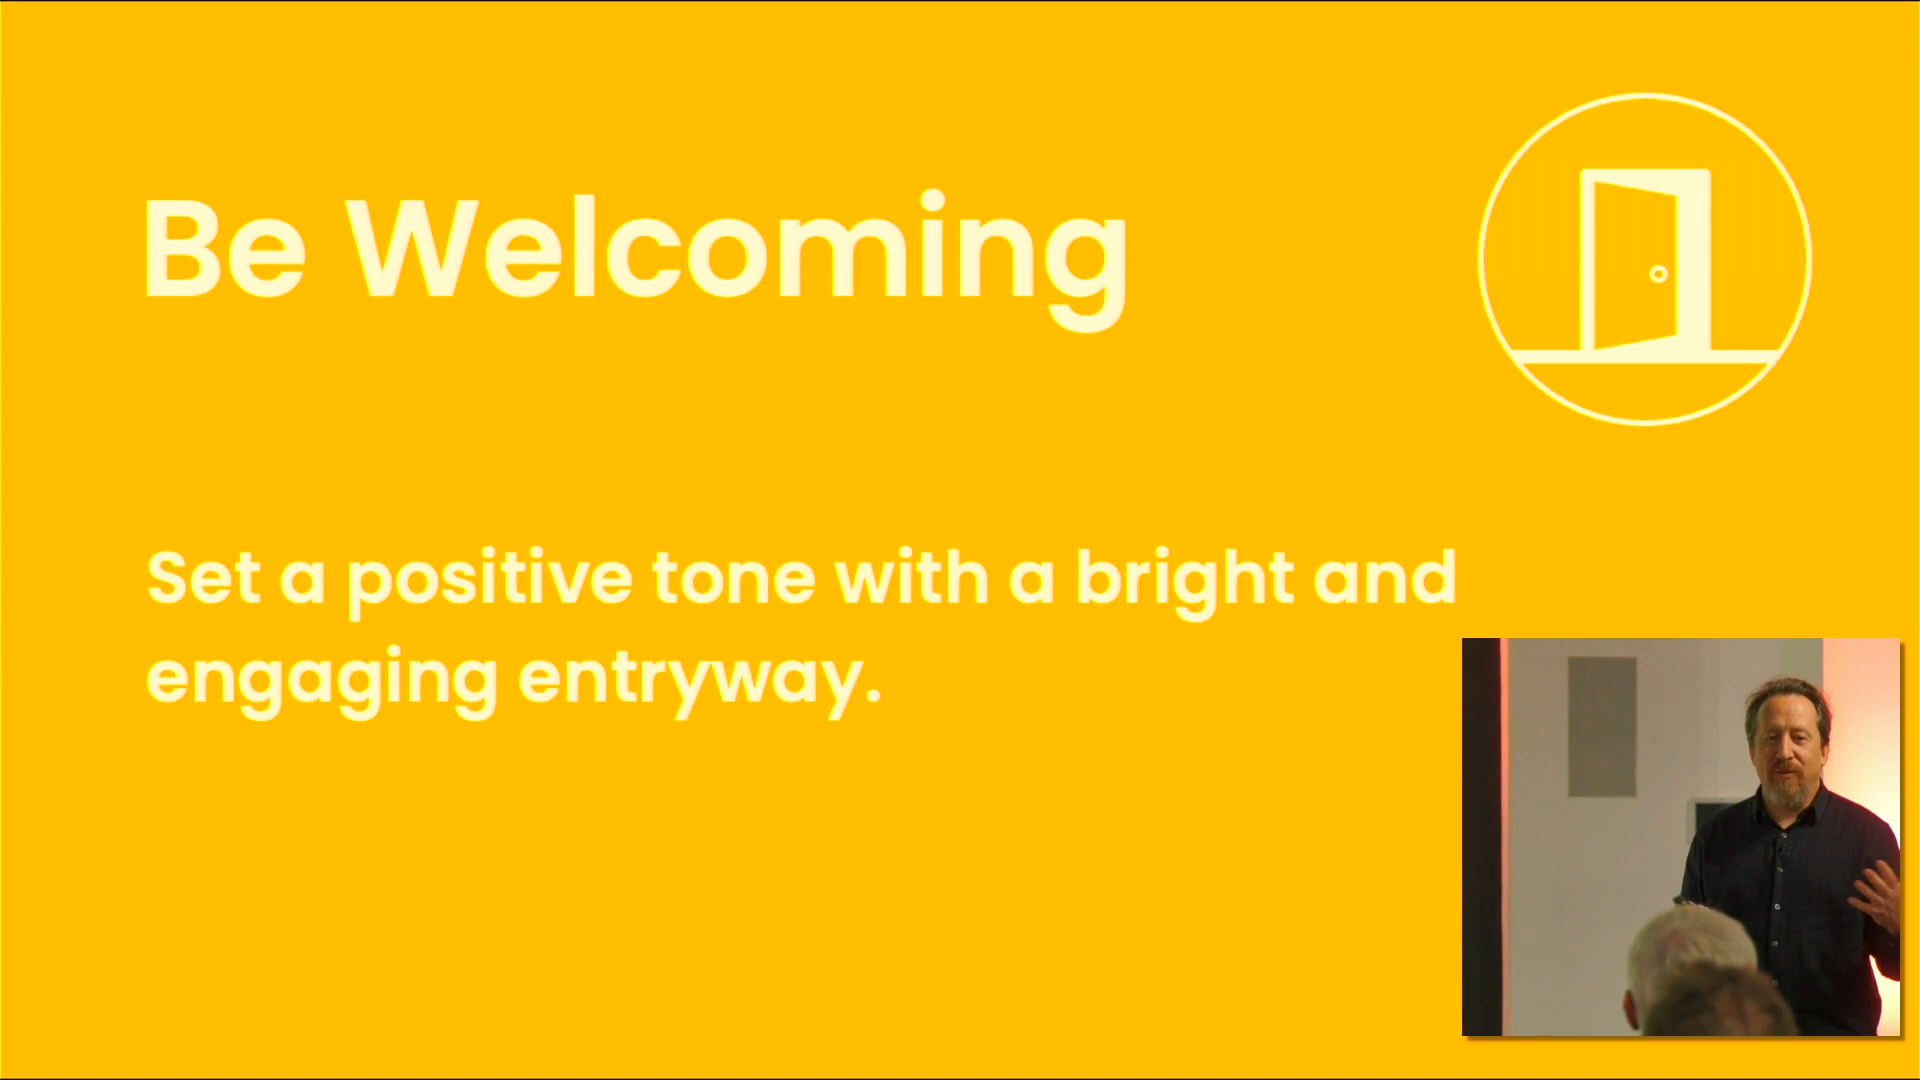 Be Welcoming
Set a positive tone with a bright and
engaging entryway.